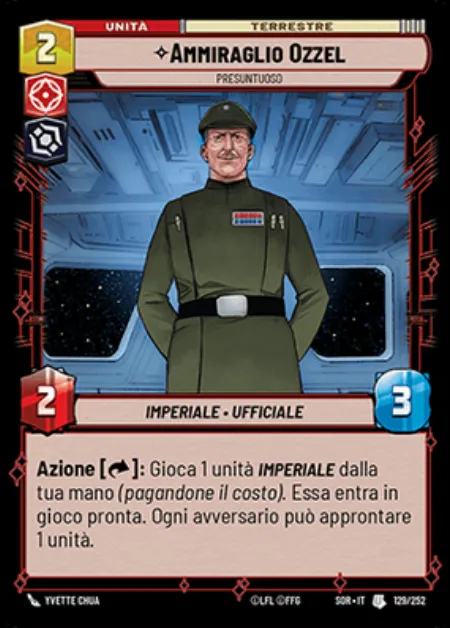 2
UNITÀ
TERRESTRE
AMMIRAGLIO OZZEL
PRESUNTUOSO
2
IMPERIALE • UFFICIALE
3
Azione [ ]: Gioca 1 unità IMPERIALE dalla
tua mano (pagandone il costo). Essa entra in
gioco pronta. Ogni avversario può approntare
1 unità.
YVETTE CHUA
©LFL ©FFG
SOR • IT
129/252